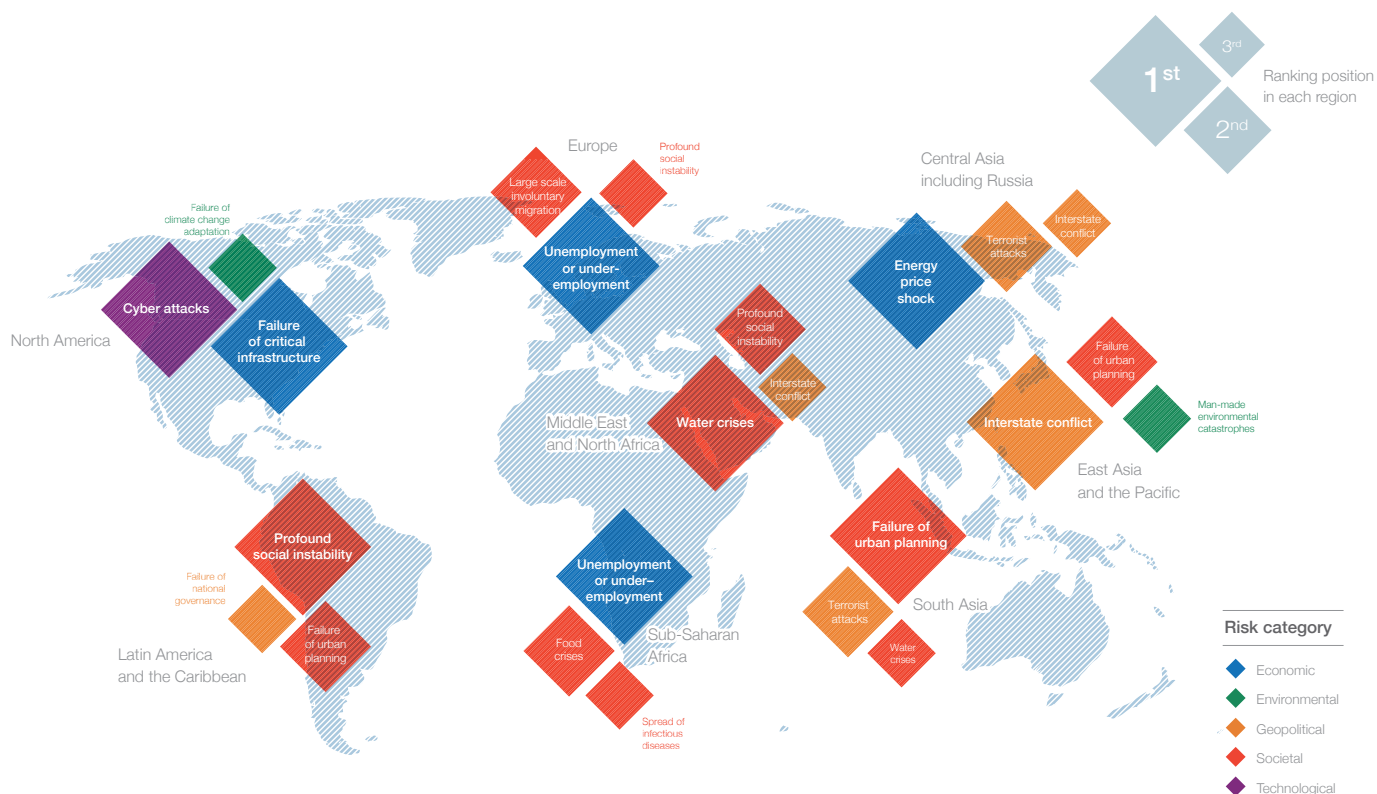 1st
3rd
2nd
Ranking position
in each region
Europe
Large scale
involuntary
migration
Profound
social
instability
Unemployment
or under-
employment
Central Asia
including Russia
Energy
price
shock
Terrorist
attacks
Interstate
conflict
North America
Failure of
climate change
adaptation
Cyber attacks
Failure
of critical
infrastructure
Middle East
and North Africa
Profound
social
instability
Interstate
conflict
Water crises
East Asia
and the Pacific
Failure
of urban
planning
Interstate conflict
Man-made
environmental
catastrophes
Latin America
and the Caribbean
Profound
social instability
Failure of
national
governance
Failure
of urban
planning
Sub-Saharan
Africa
Unemployment
or under–
employment
Food
crises
Spread of
infectious
diseases
South Asia
Failure of
urban planning
Terrorist
attacks
Water
crises
Risk category
Economic
Environmental
Geopolitical
Societal
Technological